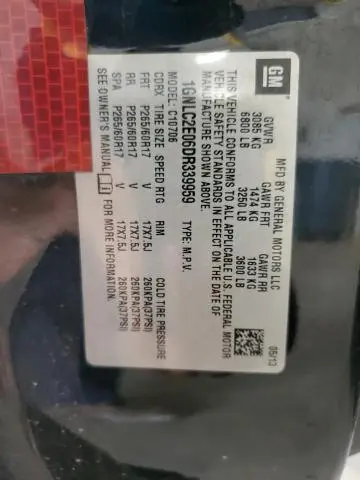 GM
MFD BY GENERAL MOTORS LLC
05/13
GVWR GAWR FRT GAWR RR
3085 KG 1474 KG 1633 KG
6800 LB 3250 LB 3600 LB
THIS VEHICLE CONFORMS TO ALL APPLICABLE U.S. FEDERAL MOTOR
VEHICLE SAFETY STANDARDS IN EFFECT ON THE DATE OF
MANUFACTURE SHOWN ABOVE.
1GNLC2E06DR339959 TYPE: M.P.V.
MODEL: C1R7706
CDRX TIRE SIZE SPEED RTG RIM COLD TIRE PRESSURE
FRT P265/60R17 V 17X7.5J 260KPA(37PSI)
RR P265/60R17 V 17X7.5J 260KPA(37PSI)
SPA P265/60R17 V 17X7.5J 260KPA(37PSI)
SEE OWNER'S MANUAL FOR MORE INFORMATION.